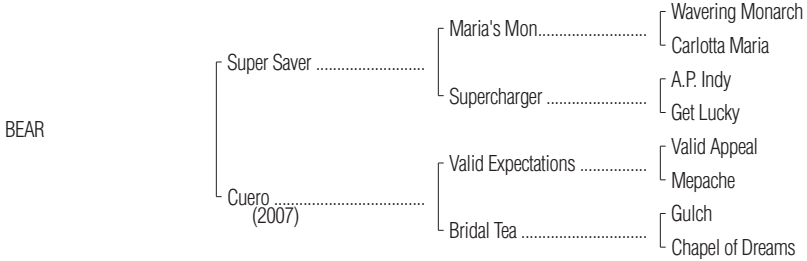 Wavering Monarch
Maria's Mon..........................
Carlotta Maria
Super Saver ..........................
A.P. Indy
Supercharger ........................
Get Lucky
BEAR
Valid Appeal
Valid Expectations ................
Mepache
Cuero ....................................
(2007)
Gulch
Bridal Tea ..............................
Chapel of Dreams